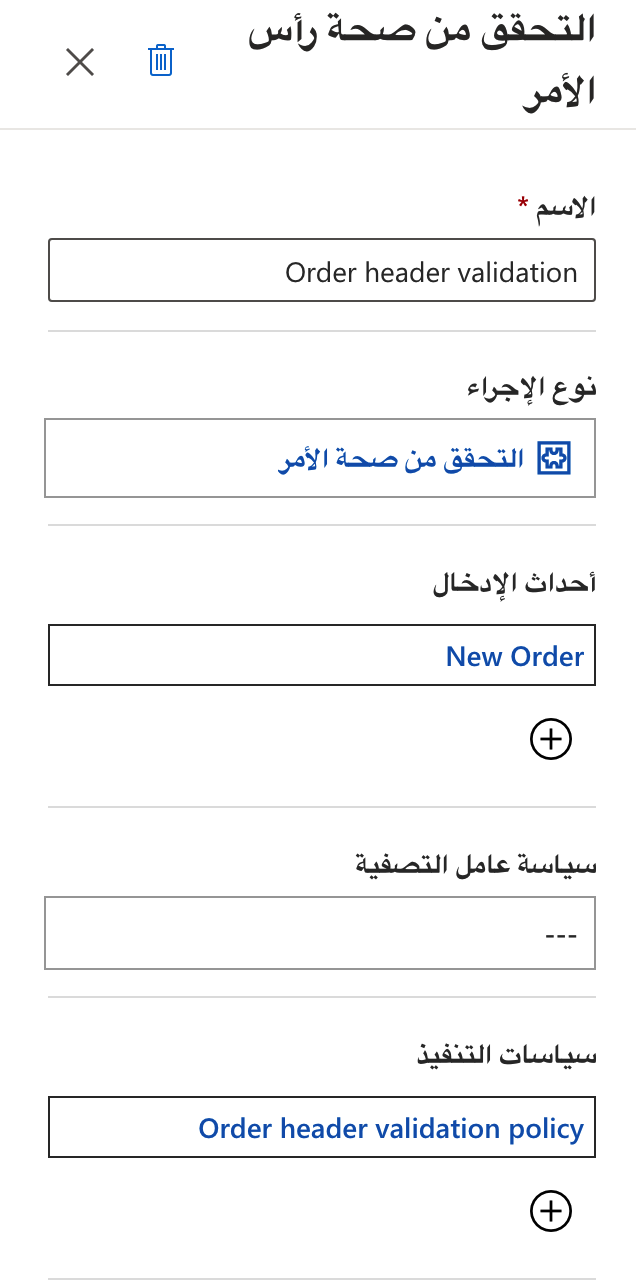 التحقق من صحة رأس
الأمر
الاسم *
Order header validation
نوع الإجراء
التحقق من صحة الأمر
أحداث الإدخال
New Order
سياسة عامل التصفية
---
سياسات التنفيذ
Order header validation policy